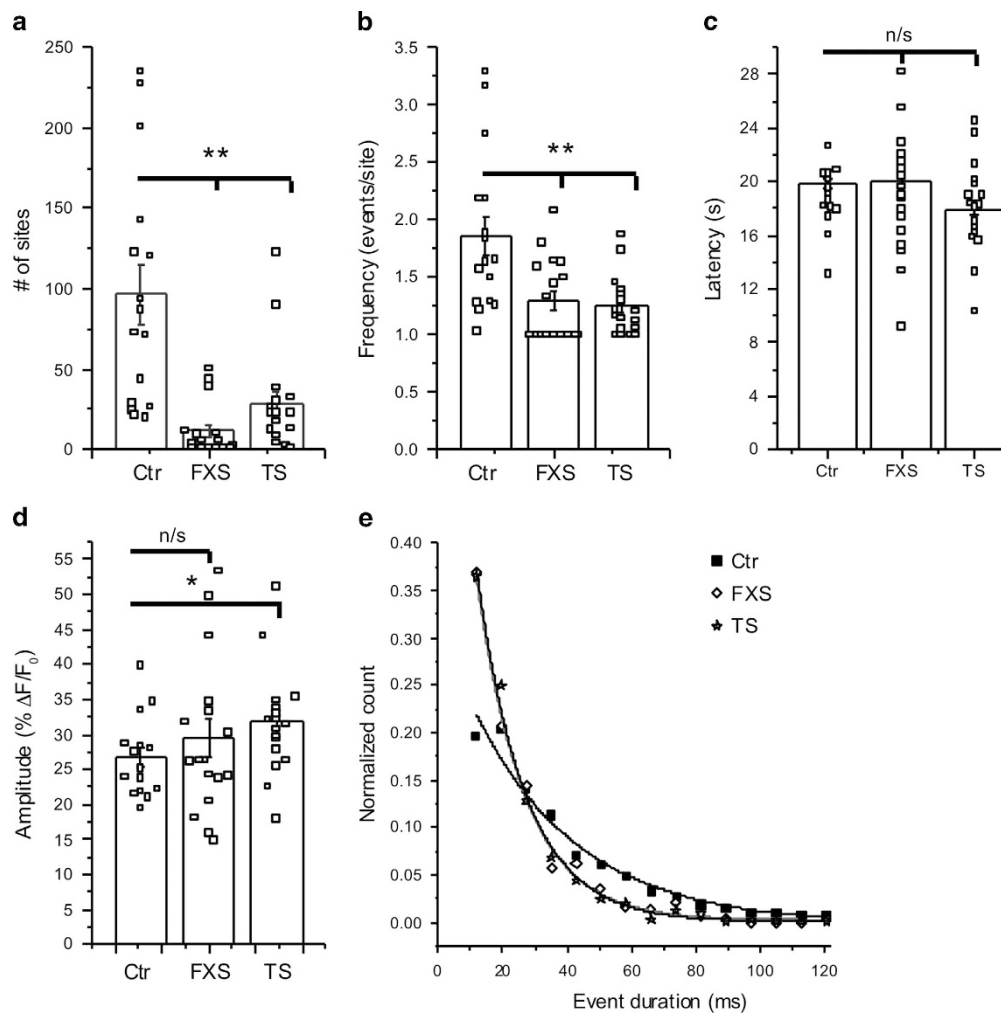 a
250
200
150
100
50
0
# of sites
**
Ctr FXS TS
b
3.5
3.0
2.5
2.0
1.5
1.0
0.5
0.0
Frequency (events/site)
**
Ctr FXS TS
c
n/s
28
24
20
16
12
8
4
0
Latency (s)
Ctr FXS TS
d
n/s
*
55
50
45
40
35
30
25
20
15
10
5
0
Amplitude (% ΔF/F₀)
Ctr FXS TS
e
0.40
0.35
0.30
0.25
0.20
0.15
0.10
0.05
0.00
Normalized count
Ctr
FXS
TS
20 40 60 80 100 120
Event duration (ms)